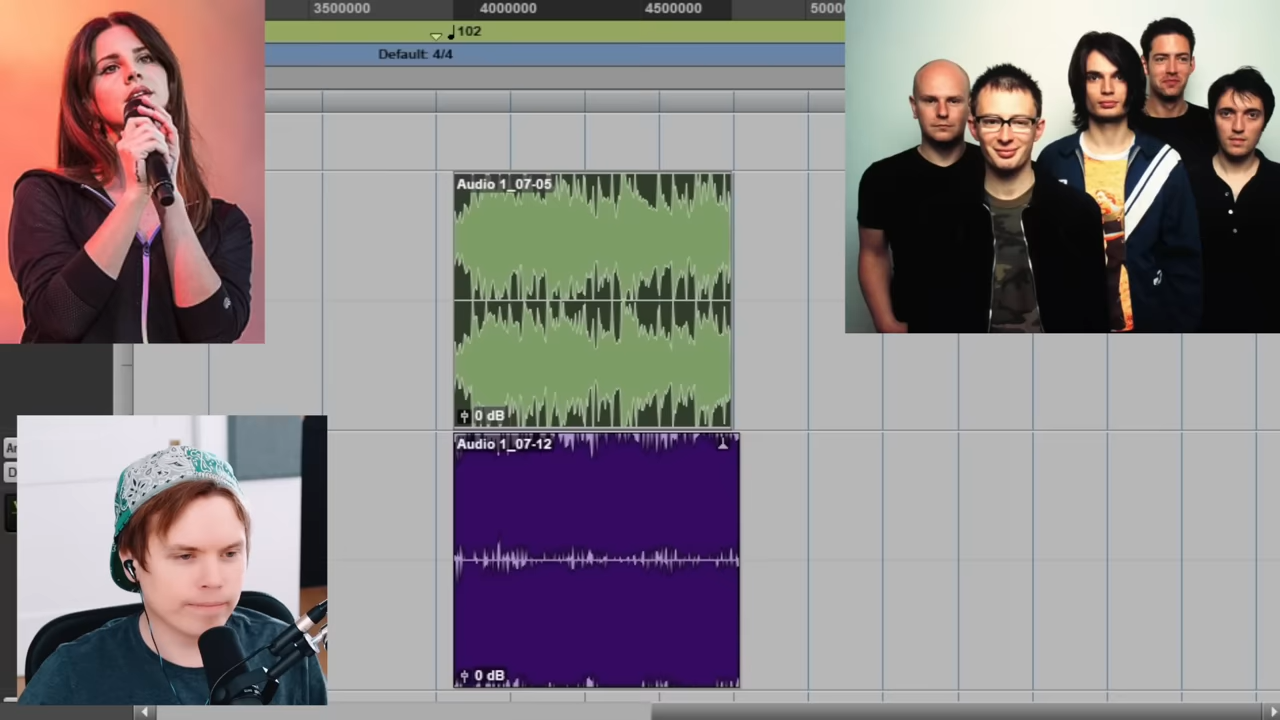 3500000 4000000 4500000 5000
102
Default: 4/4
Audio 1_07-05
0 dB
Audio 1_07-12
0 dB